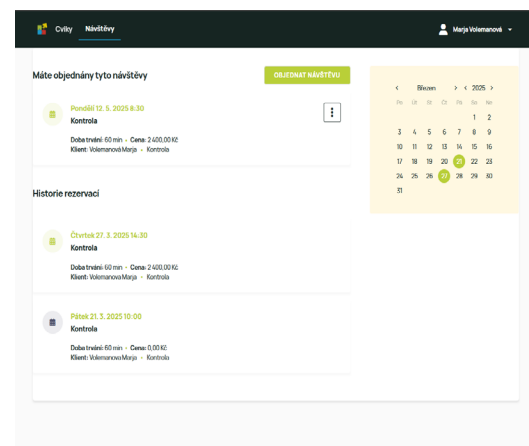 Cviky Návštěvy Marja Volemanová
Máte objednány tyto návštěvy
OBJEDNAT NÁVŠTĚVU
Pondělí 12. 5. 2025 8:30
Kontrola
Doba trvání: 60 min • Cena: 2 400,00 Kč
Klient: Volemanova Marja • Kontrola
Historie rezervací
Čtvrtek 27. 3. 2025 14:30
Kontrola
Doba trvání: 60 min • Cena: 2 400,00 Kč
Klient: Volemanova Marja • Kontrola
Pátek 21. 3. 2025 10:00
Kontrola
Doba trvání: 60 min • Cena: 0,00 Kč
Klient: Volemanova Marja • Kontrola
< Březen > < 2025 >
Po Út St Čt Pá So Ne
1 2
3 4 5 6 7 8 9
10 11 12 13 14 15 16
17 18 19 20 21 22 23
24 25 26 27 28 29 30
31